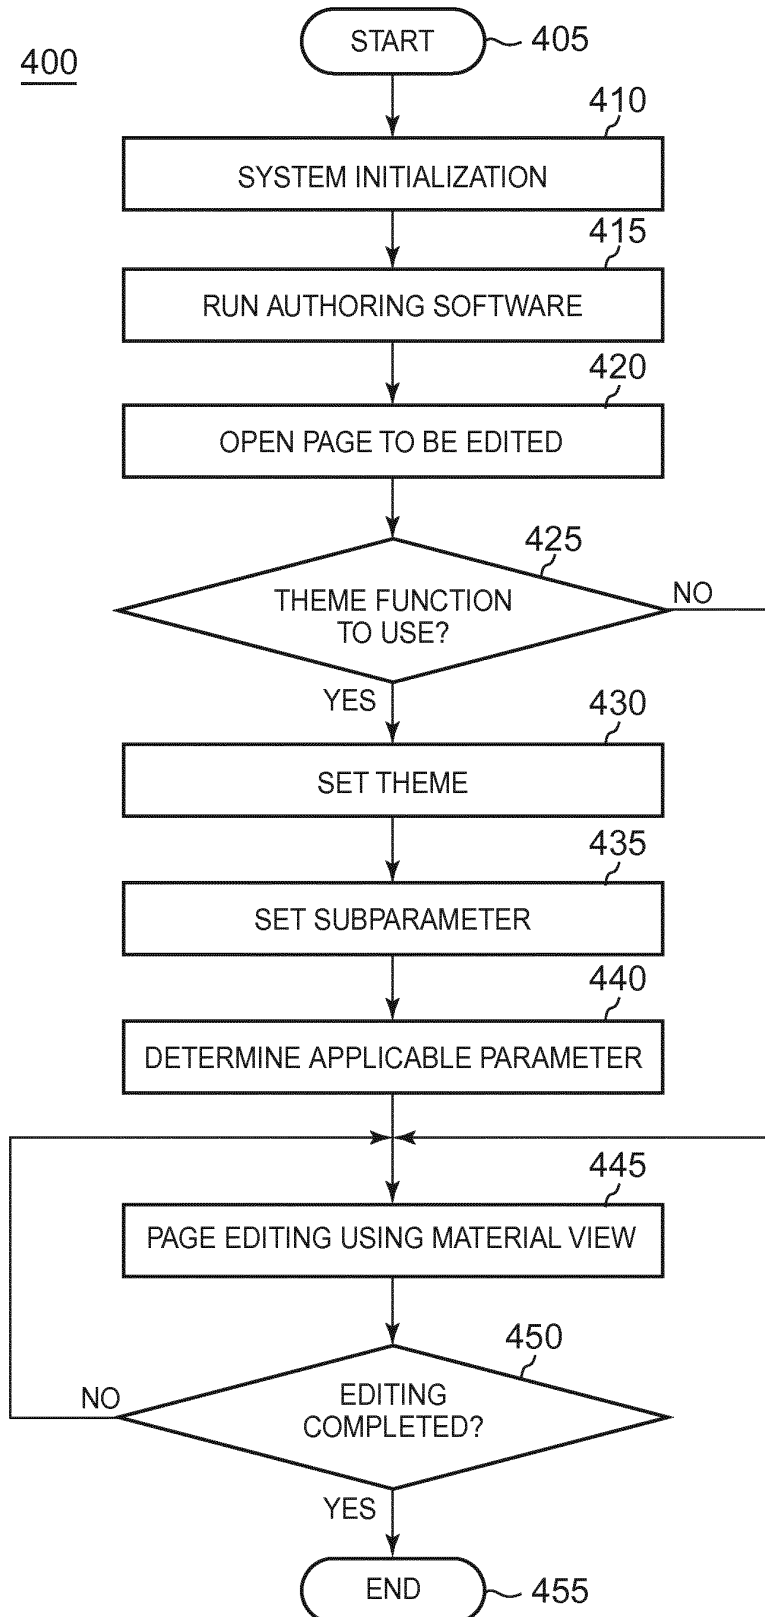 400
START
405
410
SYSTEM INITIALIZATION
415
RUN AUTHORING SOFTWARE
420
OPEN PAGE TO BE EDITED
425
THEME FUNCTION
TO USE?
NO
YES
430
SET THEME
435
SET SUBPARAMETER
440
DETERMINE APPLICABLE PARAMETER
445
PAGE EDITING USING MATERIAL VIEW
450
EDITING
COMPLETED?
NO
YES
END
455